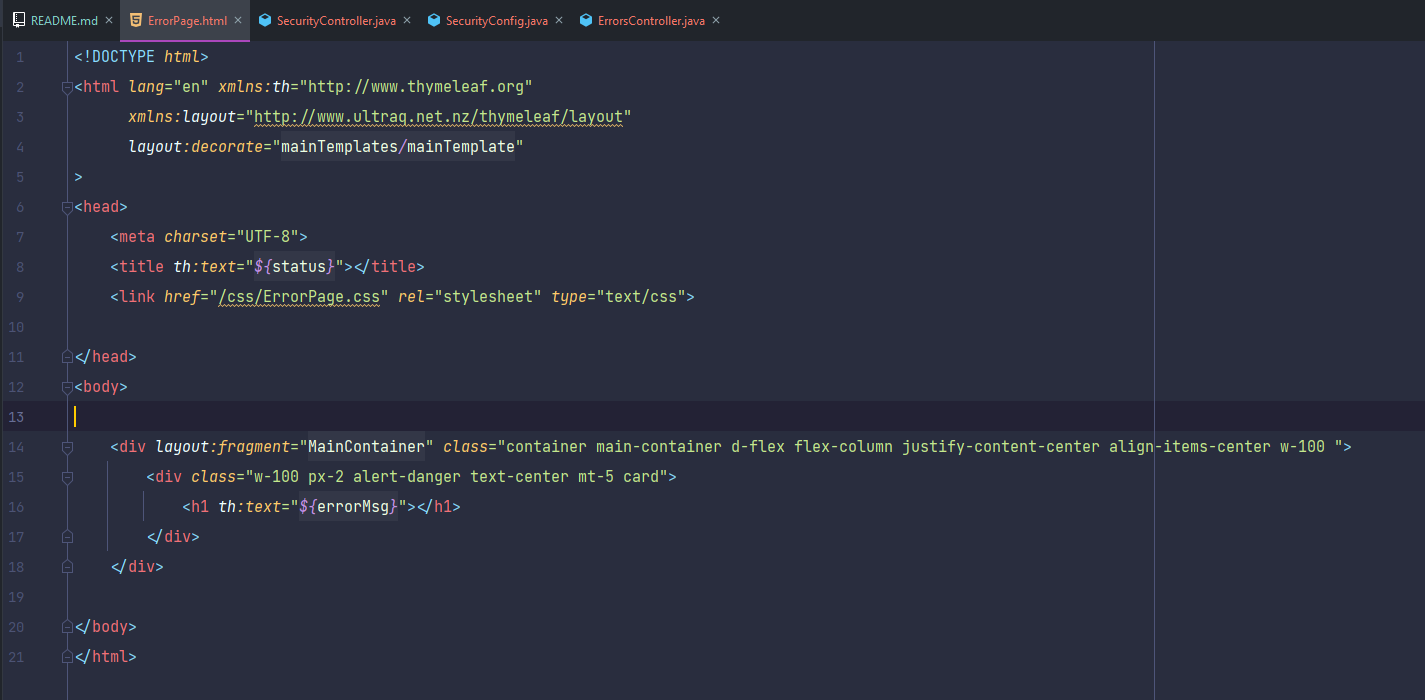 README.md ErrorPage.html SecurityController.java SecurityConfig.java ErrorsController.java
1 <!DOCTYPE html>
2 <html lang="en" xmlns:th="http://www.thymeleaf.org"
3 xmlns:layout="http://www.ultraq.net.nz/thymeleaf/layout"
4 layout:decorate="mainTemplates/mainTemplate"
5 >
6 <head>
7 <meta charset="UTF-8">
8 <title th:text="${status}"></title>
9 <link href="/css/ErrorPage.css" rel="stylesheet" type="text/css">
10
11 </head>
12 <body>
13
14 <div layout:fragment="MainContainer" class="container main-container d-flex flex-column justify-content-center align-items-center w-100 ">
15 <div class="w-100 px-2 alert-danger text-center mt-5 card">
16 <h1 th:text="${errorMsg}"></h1>
17 </div>
18 </div>
19
20 </body>
21 </html>